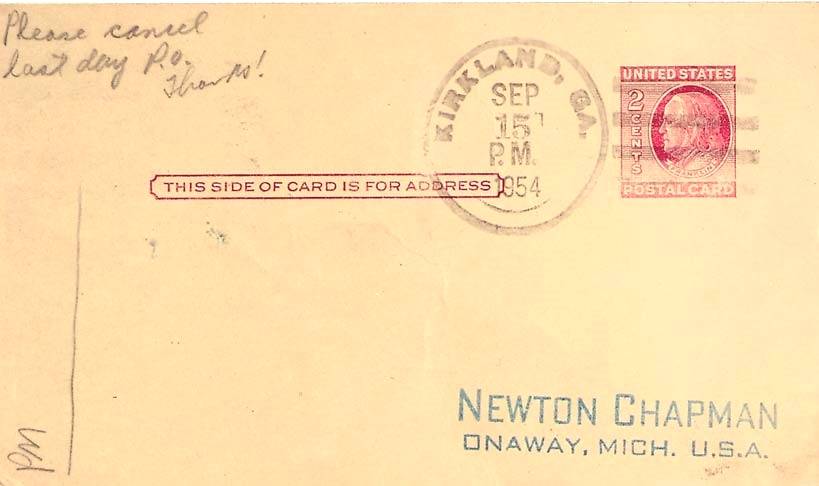 Please cancel
last day P.O.
Thanks!
KIRKLAND, GA.
SEP
15
P.M.
1954
UNITED STATES
2 CENTS
FRANKLIN
POSTAL CARD
THIS SIDE OF CARD IS FOR ADDRESS
NEWTON CHAPMAN
ONAWAY, MICH. U.S.A.